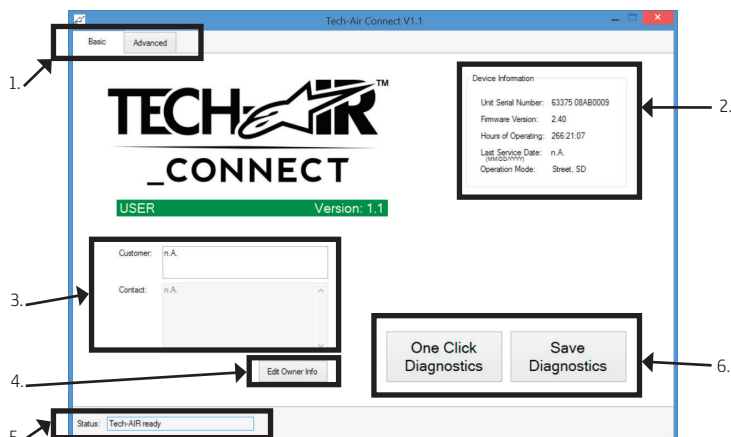 Tech-Air Connect V1.1
Basic Advanced
1.
TECH-AIR™
_CONNECT
USER Version: 1.1
Device Information
Unit Serial Number: 63375 08AB0009
Firmware Version: 2.40
Hours of Operating: 266:21:07
Last Service Date: n.A.
(MM/DD/YYYY)
Operation Mode: Street, SD
2.
Customer: n.A.
Contact: n.A.
3.
Edit Owner Info
4.
One Click
Diagnostics
Save
Diagnostics
6.
Status: Tech-AIR ready
5.